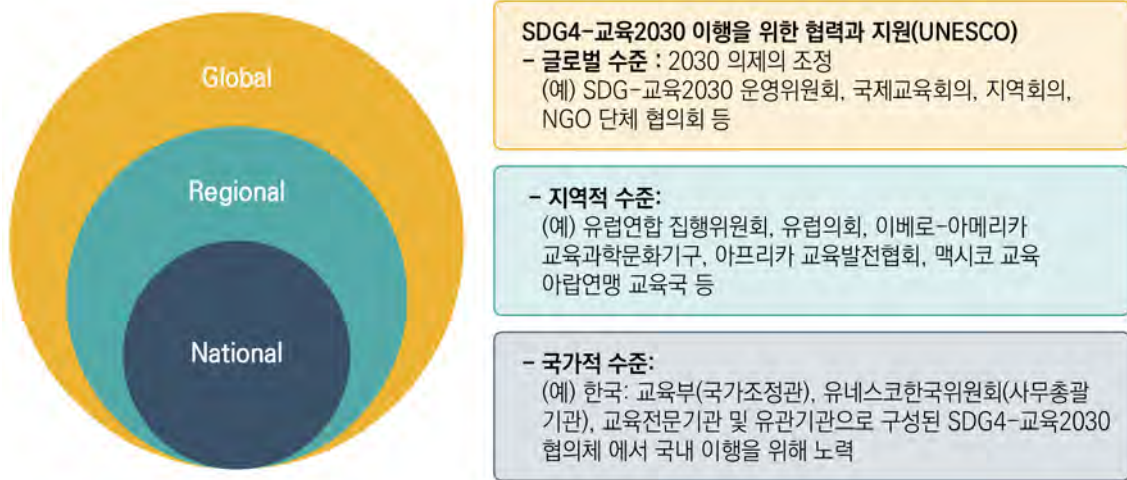 Global
Regional
National
SDG4-교육2030 이행을 위한 협력과 지원(UNESCO)
- 글로벌 수준 : 2030 의제의 조정
(예) SDG-교육2030 운영위원회, 국제교육회의, 지역회의,
NGO 단체 협의회 등
- 지역적 수준:
(예) 유럽연합 집행위원회, 유럽의회, 이베로-아메리카
교육과학문화기구, 아프리카 교육발전협회, 맥시코 교육
아랍연맹 교육국 등
- 국가적 수준:
(예) 한국: 교육부(국가조정관), 유네스코한국위원회(사무총괄
기관), 교육전문기관 및 유관기관으로 구성된 SDG4-교육2030
협의체 에서 국내 이행을 위해 노력